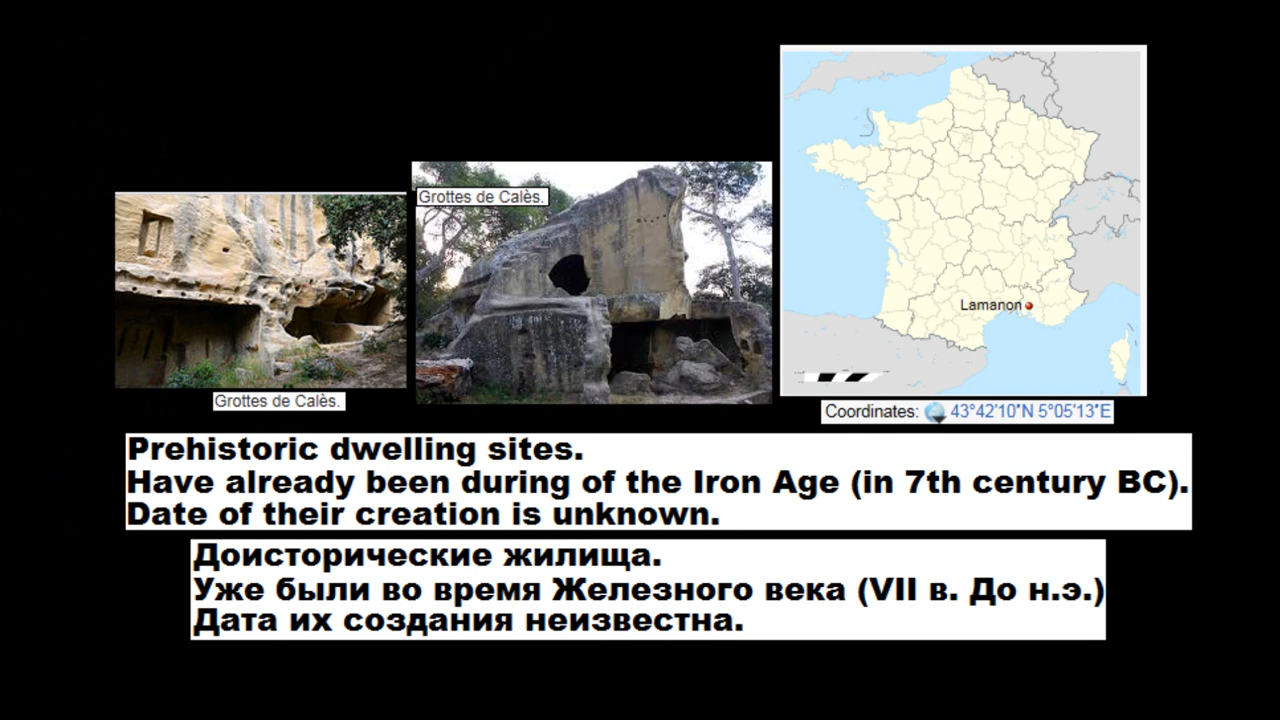 Grottes de Calès.
Grottes de Calès.
Lamanon
Coordinates: 43°42′10″N 5°05′13″E
Prehistoric dwelling sites.
Have already been during of the Iron Age (in 7th century BC).
Date of their creation is unknown.
Доисторические жилища.
Уже были во время Железного века (VII в. До н.э.)
Дата их создания неизвестна.